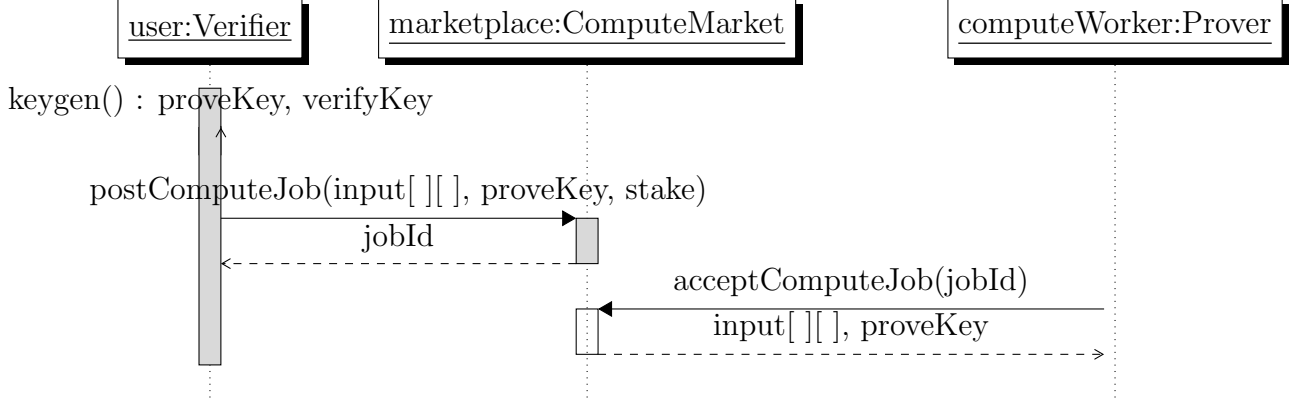 user:Verifier
marketplace:ComputeMarket
computeWorker:Prover
keygen() : proveKey, verifyKey
postComputeJob(input[ ][ ], proveKey, stake)
jobId
acceptComputeJob(jobId)
input[ ][ ], proveKey